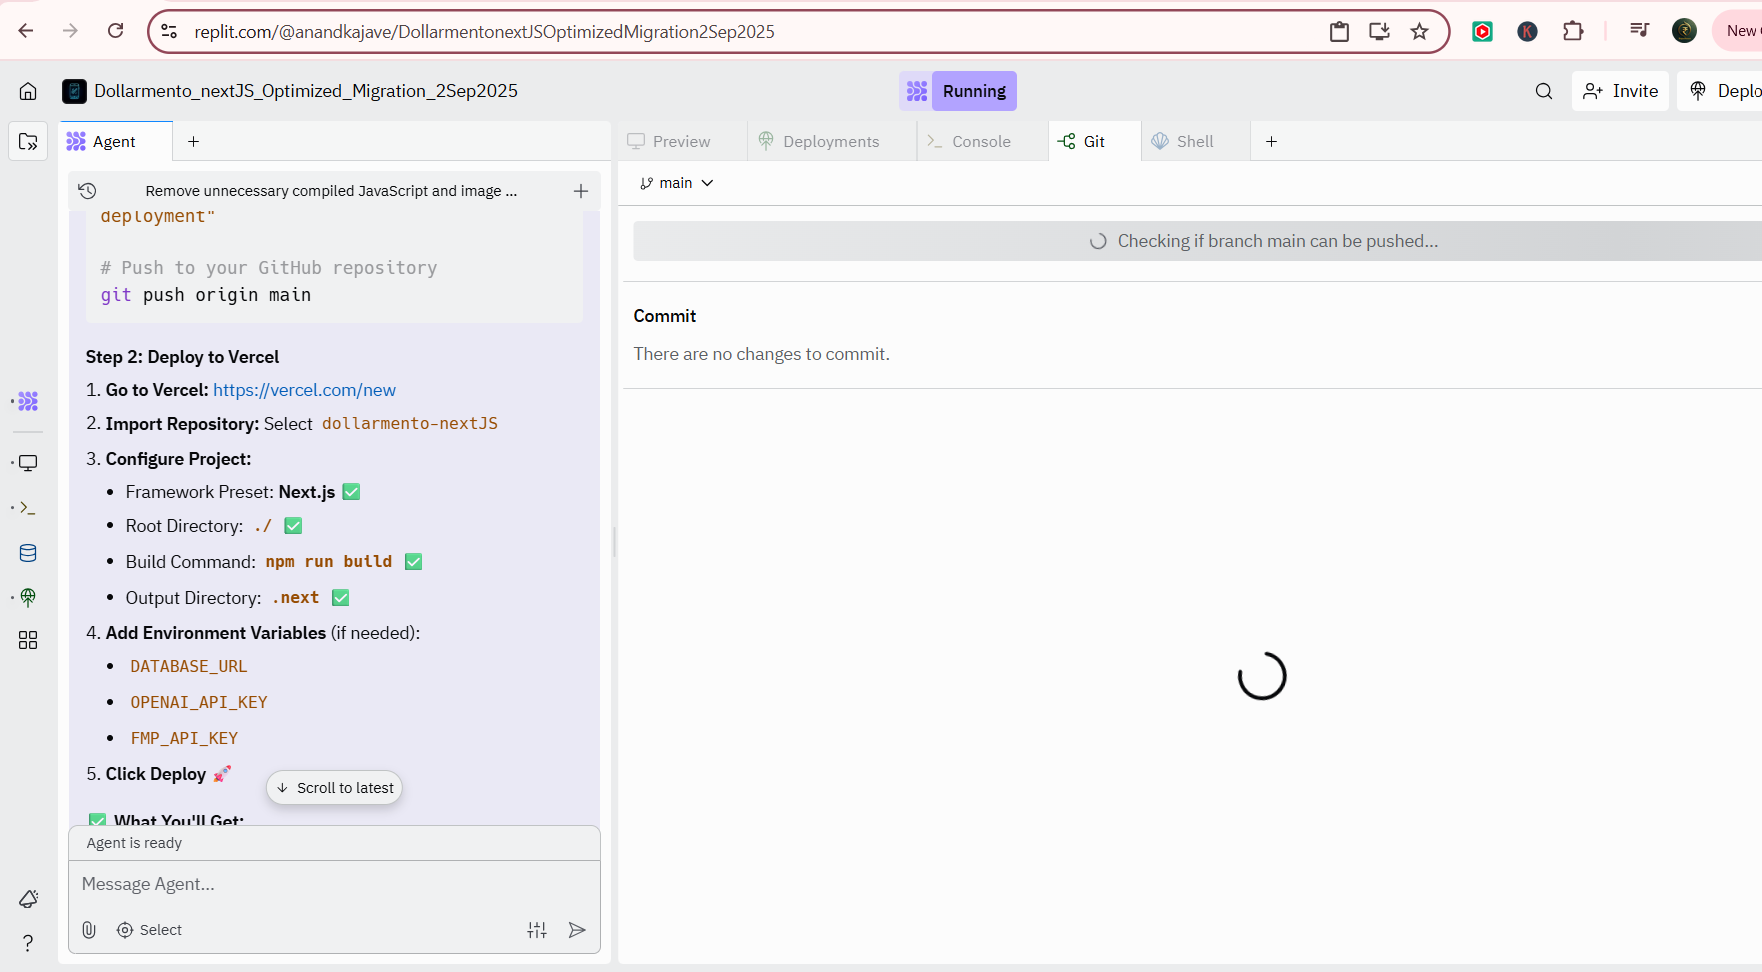 replit.com/@anandkajave/DollarmentonextJSOptimizedMigration2Sep2025
K
New
Dollarmento_nextJS_Optimized_Migration_2Sep2025
Running
Invite
Deplo
Agent
Preview
Deployments
Console
Git
Shell
Remove unnecessary compiled JavaScript and image ...
main
deployment"
# Push to your GitHub repository
git push origin main
Checking if branch main can be pushed...
Commit
There are no changes to commit.
Step 2: Deploy to Vercel
1. Go to Vercel: https://vercel.com/new
2. Import Repository: Select dollarmento-nextJS
3. Configure Project:
• Framework Preset: Next.js ✅
• Root Directory: ./ ✅
• Build Command: npm run build ✅
• Output Directory: .next ✅
4. Add Environment Variables (if needed):
• DATABASE_URL
• OPENAI_API_KEY
• FMP_API_KEY
5. Click Deploy 🚀
Scroll to latest
✅ What You'll Get:
Agent is ready
Message Agent...
Select